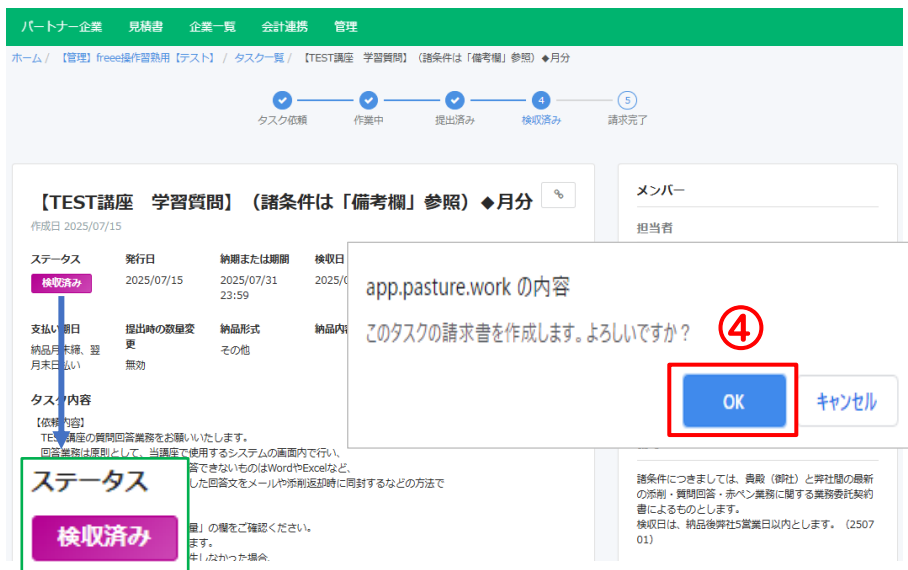 パートナー企業 見積書 企業一覧 会計連携 管理
ホーム / 【管理】freee操作習熟用【テスト】 / タスク一覧 / 【TEST講座 学習質問】（諸条件は「備考欄」参照）◆月分
4 5
タスク依頼 作業中 提出済み 検収済み 請求完了
【TEST講座 学習質問】（諸条件は「備考欄」参照）◆月分
作成日 2025/07/15
ステータス 発行日 納期または期間 検収日
検収済み 2025/07/15 2025/07/31 2025/0
23:59
支払い期日 提出時の数量変 納品形式 納品内
納品月末締、翌 更 その他
月末日払い 無効
タスク内容
【依頼内容】
TEST講座の質問回答業務をお願いいたします。
回答業務は原則として、当講座で使用するシステムの画面内で行い、
答できないものはWordやExcelなど、
した回答文をメールや添削返却時に同封するなどの方法で
量」の欄をご確認ください。
ます。
生しなかった場合、
ステータス
検収済み
メンバー
担当者
app.pasture.work の内容
このタスクの請求書を作成します。よろしいですか？
④
OK キャンセル
諸条件につきましては、貴殿（御社）と弊社間の最新
の添削・質問回答・赤ペン業務に関する業務委託契約
書によるものとします。
検収日は、納品後弊社5営業日以内とします。（2507
01）